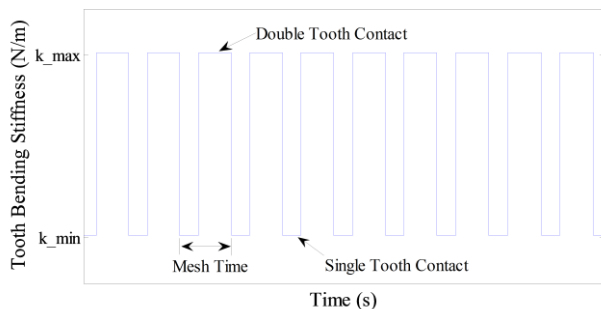 Tooth Bending Stiffness (N/m)
k_max
Double Tooth Contact
k_min
Mesh Time
Single Tooth Contact
Time (s)